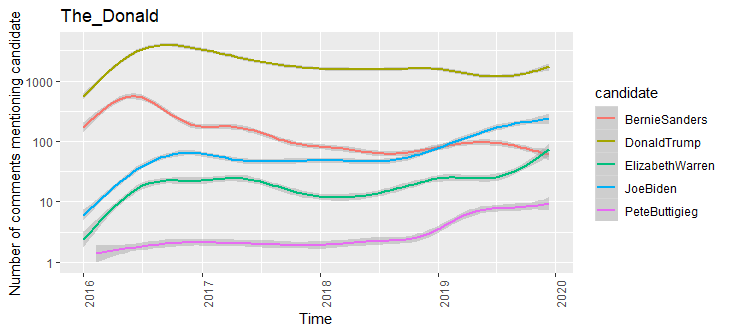 The_Donald
Number of comments mentioning candidate
1000
100
10
1
2016
2017
2018
2019
2020
Time
candidate
BernieSanders
DonaldTrump
ElizabethWarren
JoeBiden
PeteButtigieg